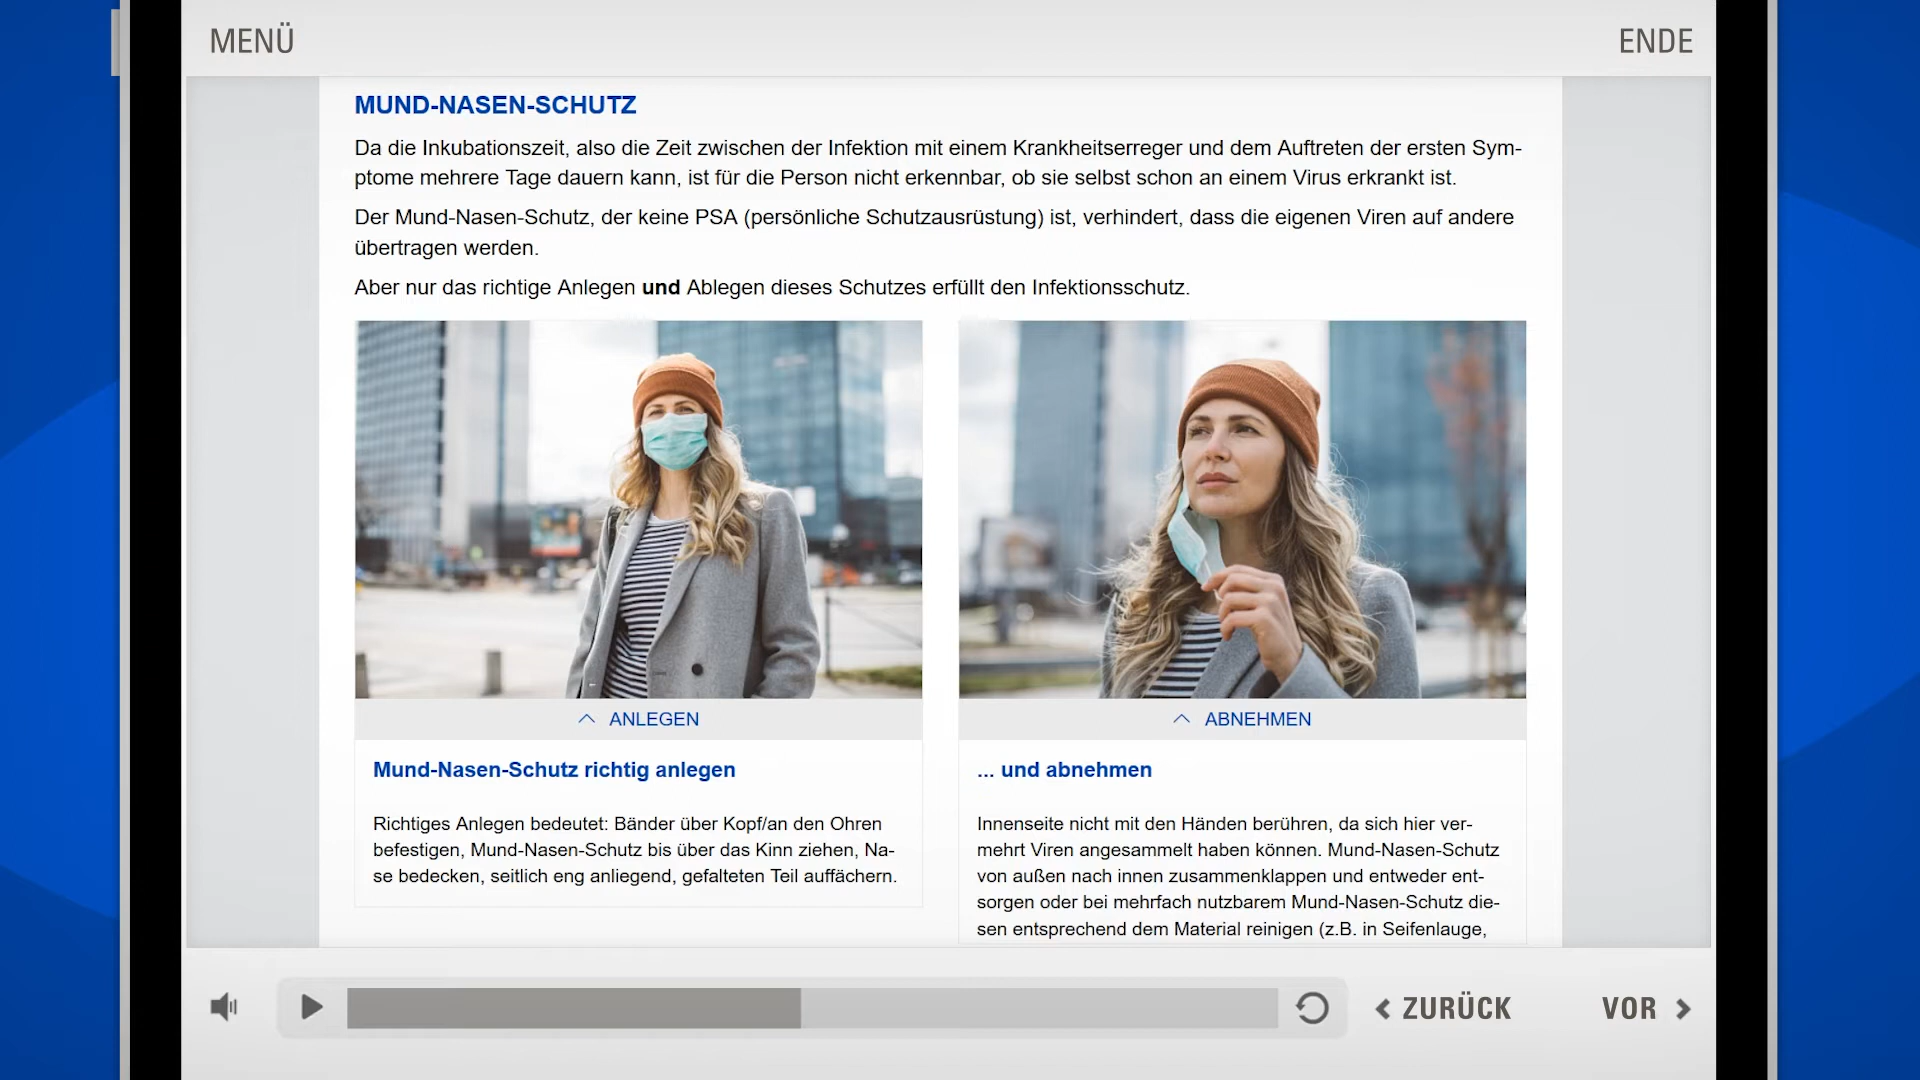 MENÜ
ENDE
MUND-NASEN-SCHUTZ
Da die Inkubationszeit, also die Zeit zwischen der Infektion mit einem Krankheitserreger und dem Auftreten der ersten Sym-
ptome mehrere Tage dauern kann, ist für die Person nicht erkennbar, ob sie selbst schon an einem Virus erkrankt ist.
Der Mund-Nasen-Schutz, der keine PSA (persönliche Schutzausrüstung) ist, verhindert, dass die eigenen Viren auf andere
übertragen werden.
Aber nur das richtige Anlegen und Ablegen dieses Schutzes erfüllt den Infektionsschutz.
ANLEGEN
Mund-Nasen-Schutz richtig anlegen
Richtiges Anlegen bedeutet: Bänder über Kopf/an den Ohren
befestigen, Mund-Nasen-Schutz bis über das Kinn ziehen, Na-
se bedecken, seitlich eng anliegend, gefalteten Teil auffächern.
ABNEHMEN
... und abnehmen
Innenseite nicht mit den Händen berühren, da sich hier ver-
mehrt Viren angesammelt haben können. Mund-Nasen-Schutz
von außen nach innen zusammenklappen und entweder ent-
sorgen oder bei mehrfach nutzbarem Mund-Nasen-Schutz die-
sen entsprechend dem Material reinigen (z.B. in Seifenlauge,
ZURÜCK
VOR